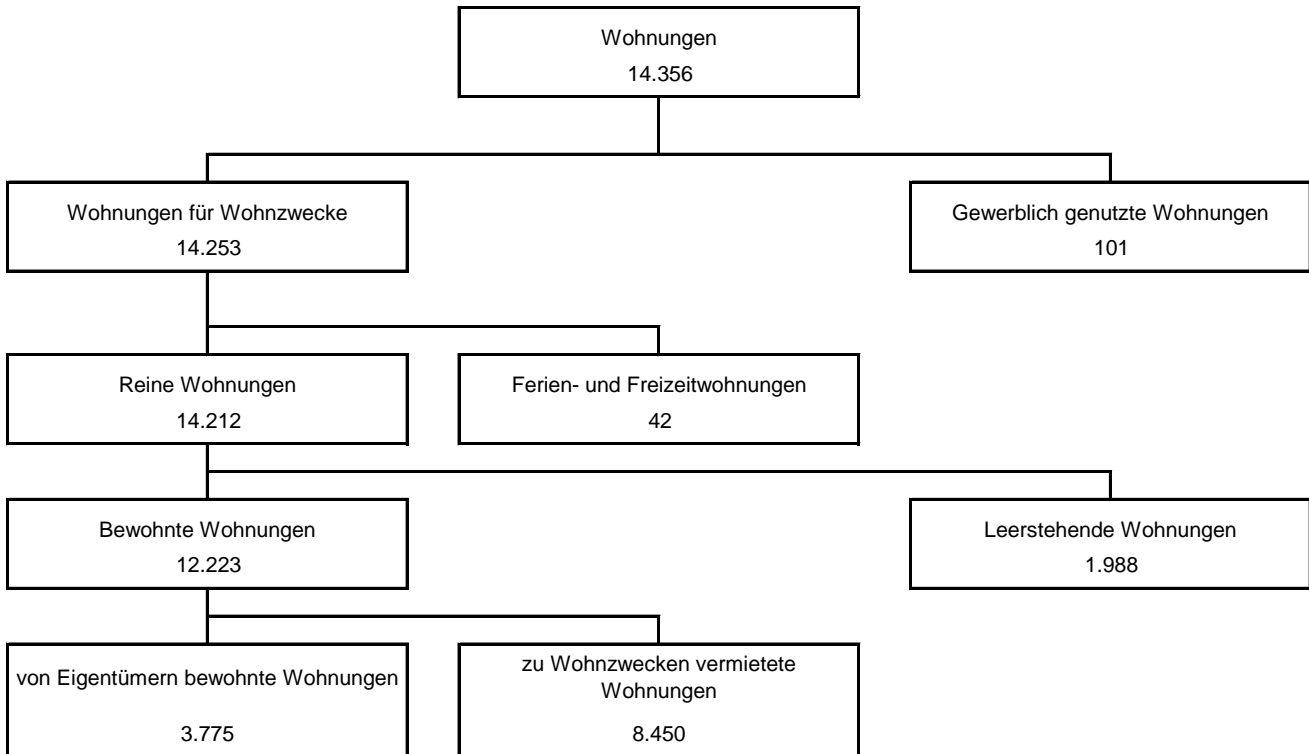 Wohnungen
14.356
Wohnungen für Wohnzwecke
14.253
Gewerblich genutzte Wohnungen
101
Reine Wohnungen
14.212
Ferien- und Freizeitwohnungen
42
Bewohnte Wohnungen
12.223
Leerstehende Wohnungen
1.988
von Eigentümern bewohnte Wohnungen
3.775
zu Wohnzwecken vermietete
Wohnungen
8.450